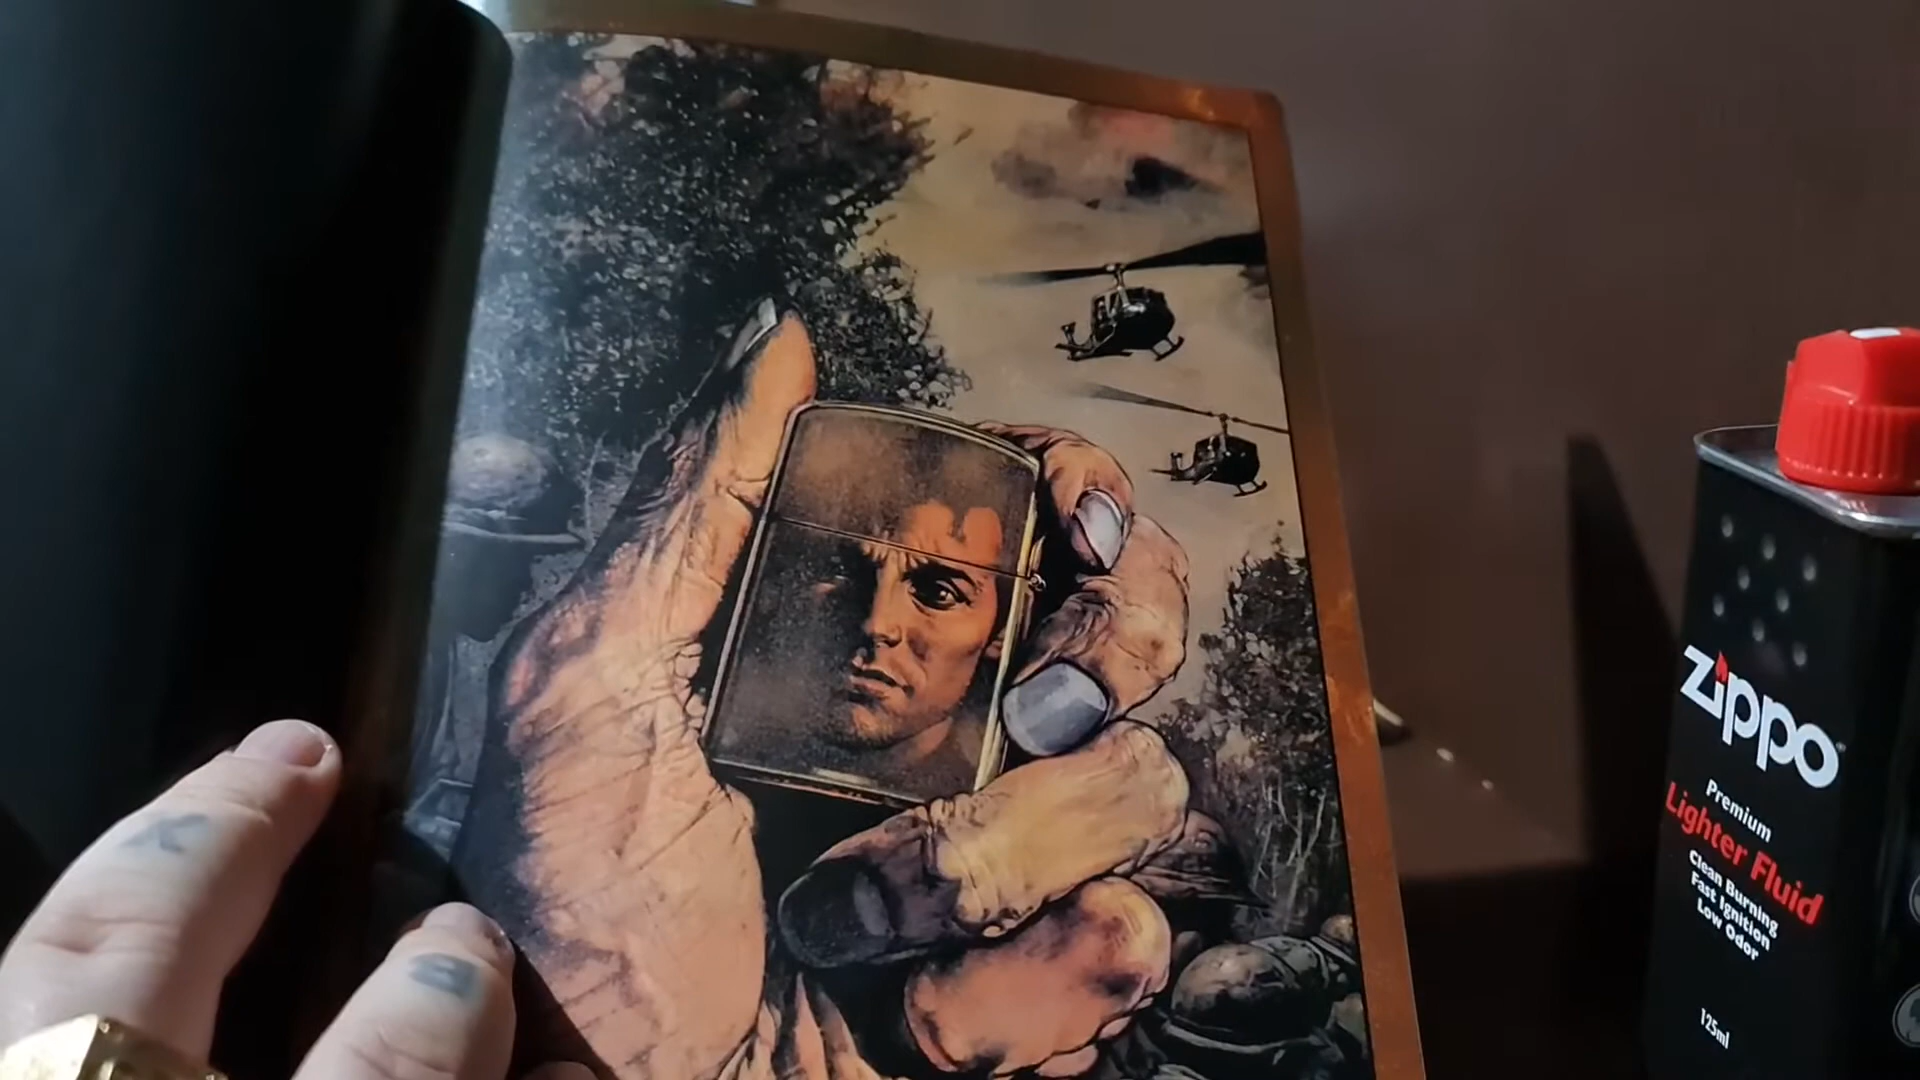 zippo
Premium
Lighter Fluid
Clean Burning
Fast Ignition
Low Odor
125ml